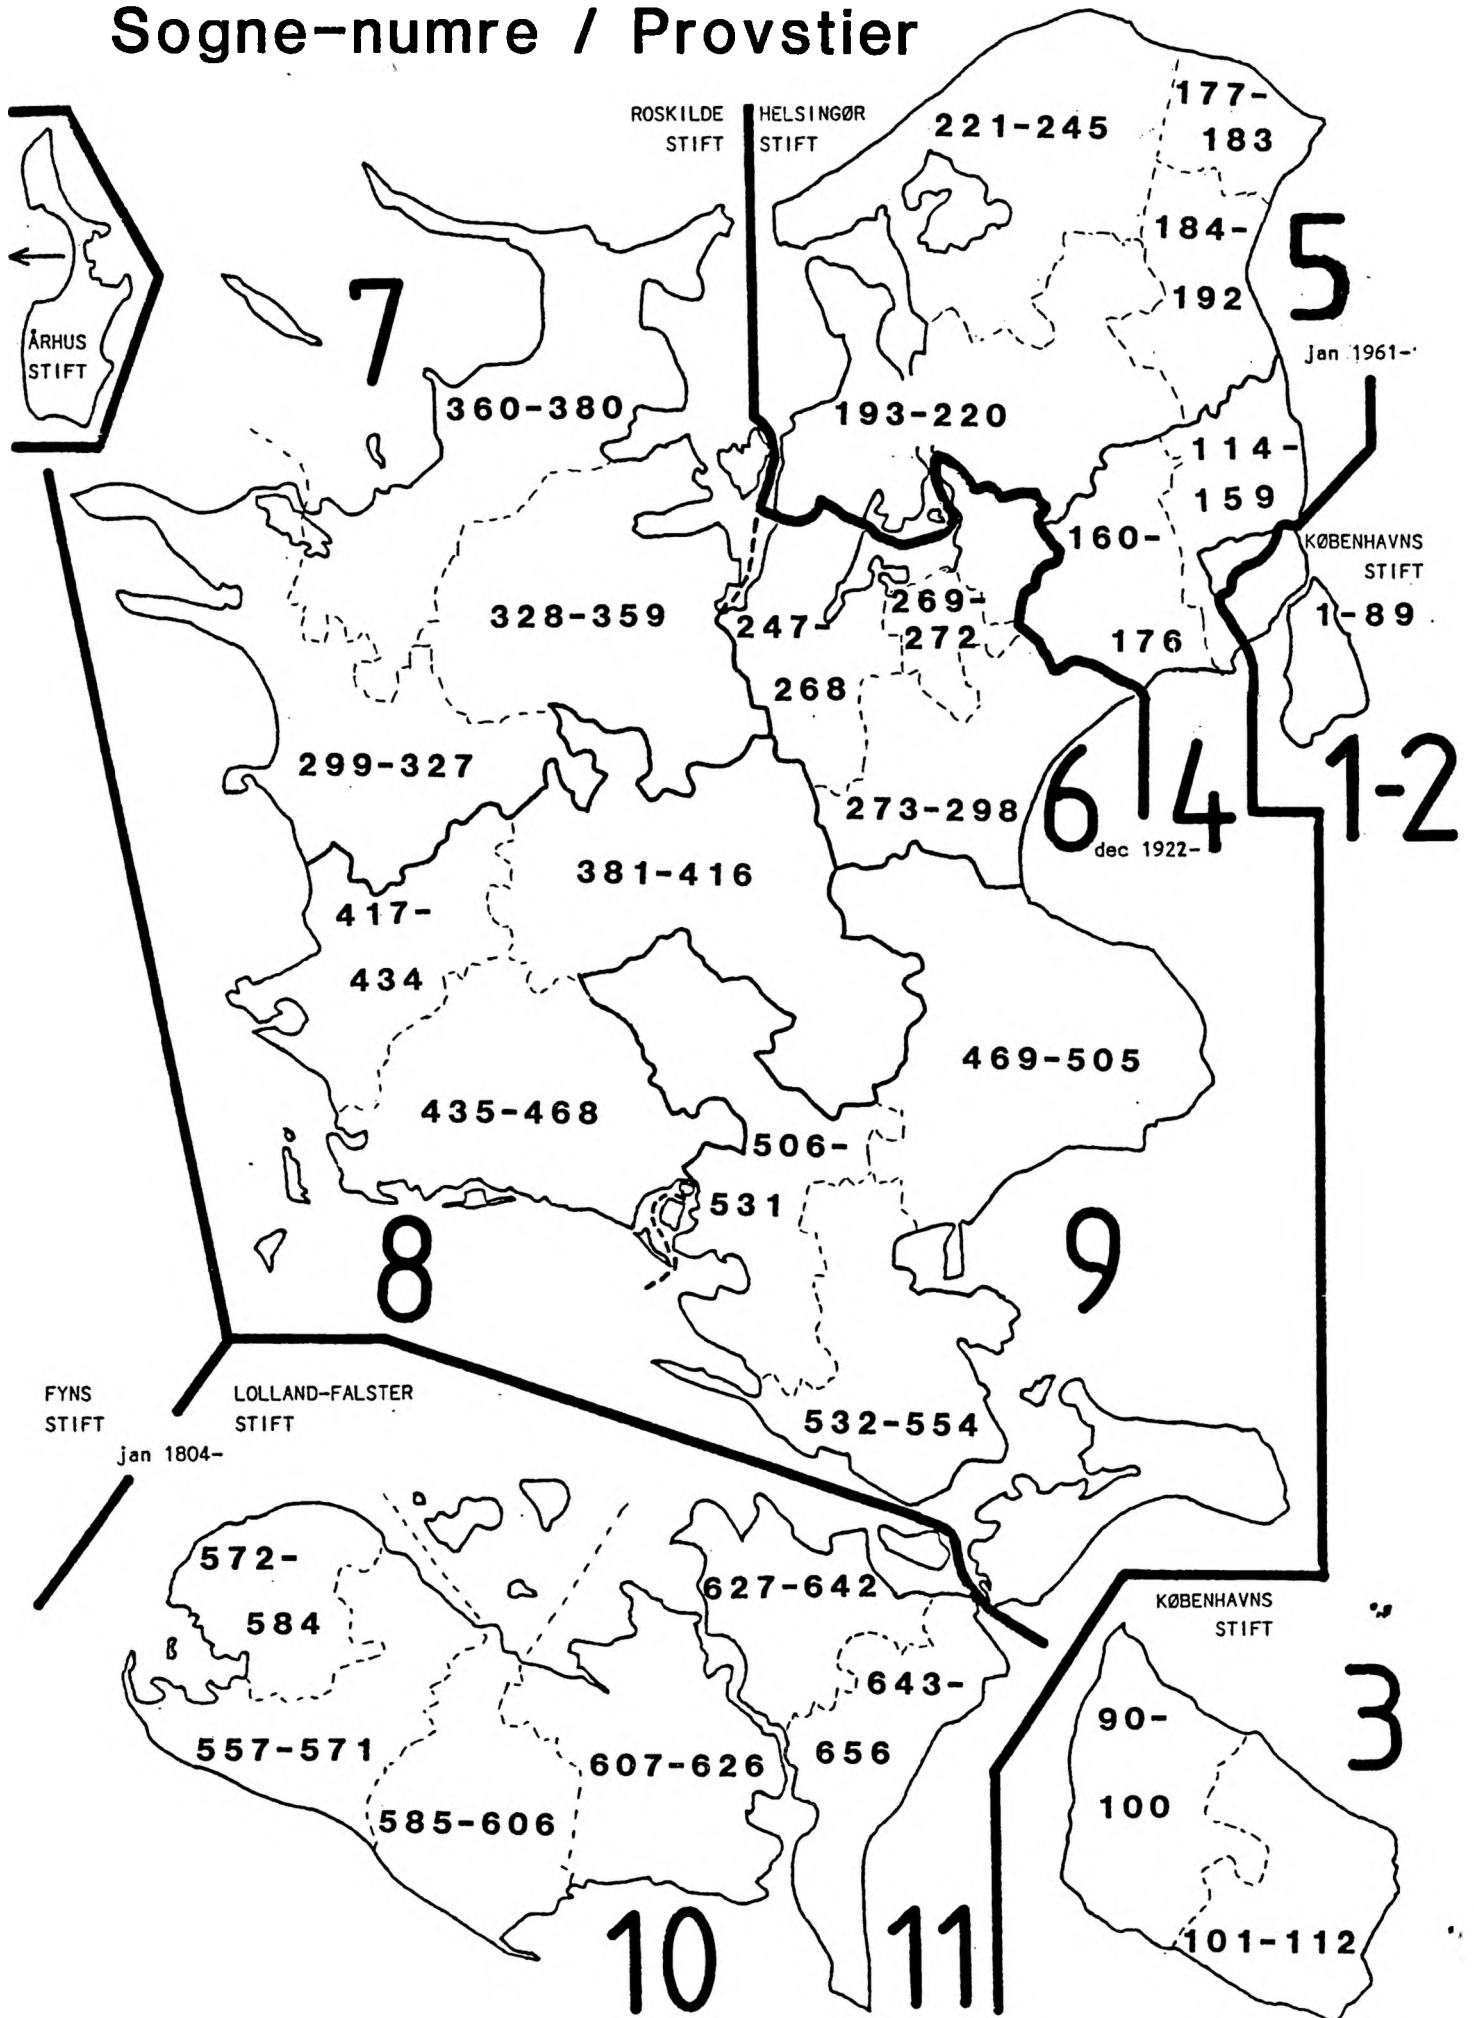 Sogne-numre / Provstier
ROSKILDE
STIFT
HELSINGØR
STIFT
221-245
177-
183
184-
192
5
jan 1961-
ÅRHUS
STIFT
7
360-380
193-220
114-
159
160-
176
KØBENHAVNS
STIFT
1-89
328-359
247-
268
269-
272
299-327
273-298
6
dec 1922-
4
1-2
381-416
417-
434
469-505
435-468
506-
531
8
9
FYNS
STIFT
LOLLAND-FALSTER
STIFT
jan 1804-
532-554
572-
584
627-642
KØBENHAVNS
STIFT
643-
656
3
90-
100
557-571
607-626
585-606
101-112
10
11